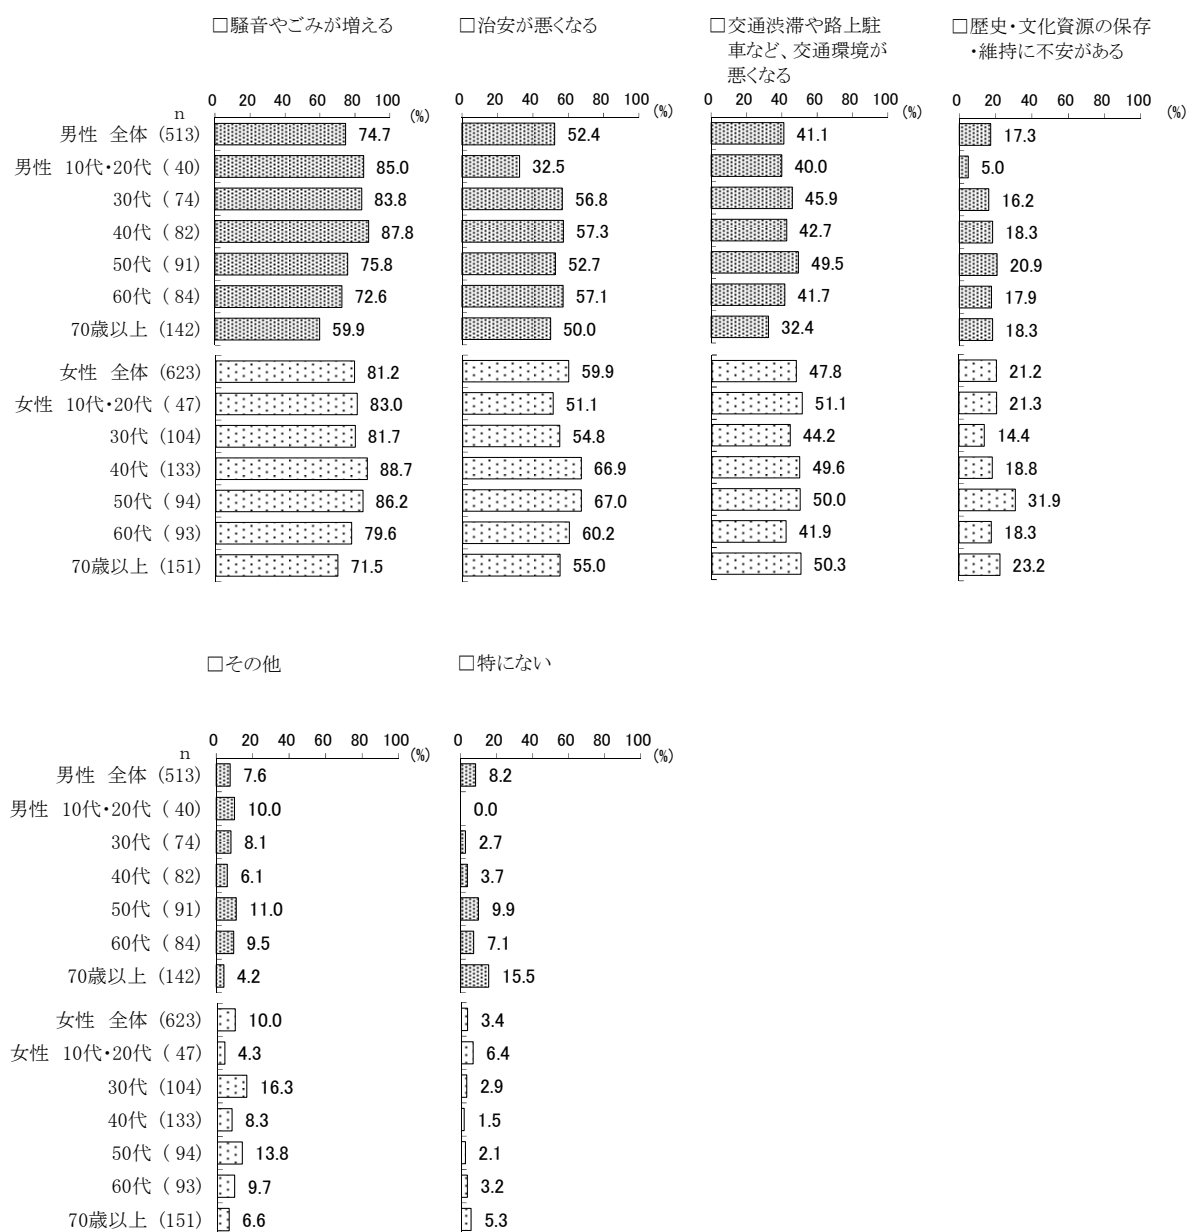 □騒音やごみが増える
□治安が悪くなる
□交通渋滞や路上駐
車など、交通環境が
悪くなる
□歴史・文化資源の保存
・維持に不安がある
n 0 20 40 60 80 100 (%) 0 20 40 60 80 100 (%) 0 20 40 60 80 100 (%) 0 20 40 60 80 100 (%)
男性 全体 (513) 74.7 52.4 41.1 17.3
男性 10代・20代 ( 40) 85.0 32.5 40.0 5.0
30代 ( 74) 83.8 56.8 45.9 16.2
40代 ( 82) 87.8 57.3 42.7 18.3
50代 ( 91) 75.8 52.7 49.5 20.9
60代 ( 84) 72.6 57.1 41.7 17.9
70歳以上 (142) 59.9 50.0 32.4 18.3
女性 全体 (623) 81.2 59.9 47.8 21.2
女性 10代・20代 ( 47) 83.0 51.1 51.1 21.3
30代 (104) 81.7 54.8 44.2 14.4
40代 (133) 88.7 66.9 49.6 18.8
50代 ( 94) 86.2 67.0 50.0 31.9
60代 ( 93) 79.6 60.2 41.9 18.3
70歳以上 (151) 71.5 55.0 50.3 23.2
□その他
□特にない
n 0 20 40 60 80 100 (%) 0 20 40 60 80 100 (%)
男性 全体 (513) 7.6 8.2
男性 10代・20代 ( 40) 10.0 0.0
30代 ( 74) 8.1 2.7
40代 ( 82) 6.1 3.7
50代 ( 91) 11.0 9.9
60代 ( 84) 9.5 7.1
70歳以上 (142) 4.2 15.5
女性 全体 (623) 10.0 3.4
女性 10代・20代 ( 47) 4.3 6.4
30代 (104) 16.3 2.9
40代 (133) 8.3 1.5
50代 ( 94) 13.8 2.1
60代 ( 93) 9.7 3.2
70歳以上 (151) 6.6 5.3